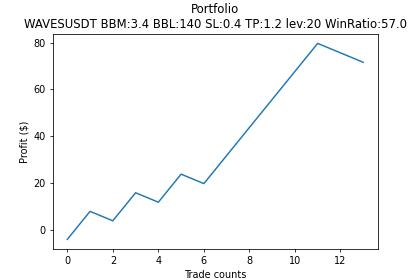 Portfolio
WAVESUSDT BBM:3.4 BBL:140 SL:0.4 TP:1.2 lev:20 WinRatio:57.0
80
60
40
20
0
Profit ($)
0 2 4 6 8 10 12
Trade counts